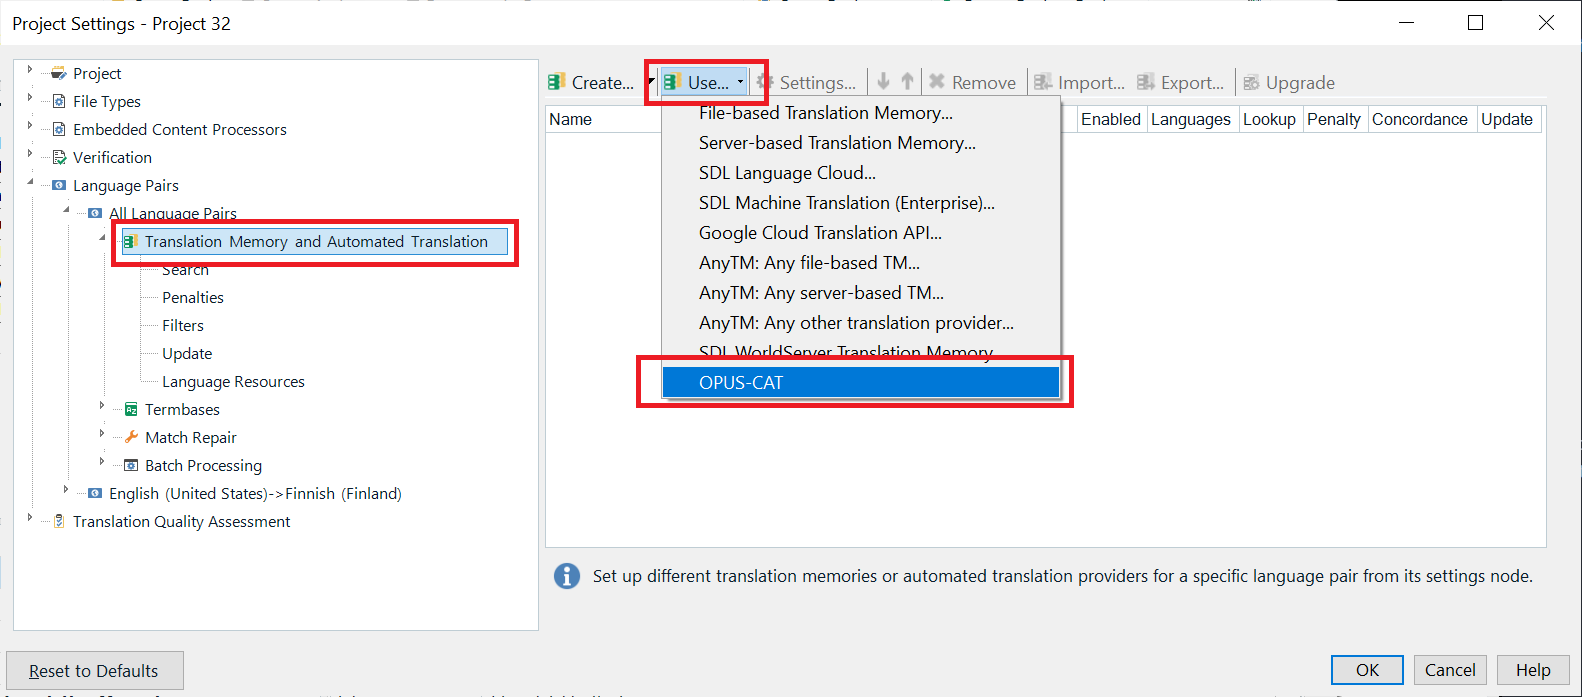 Project Settings - Project 32
Project
File Types
Embedded Content Processors
Verification
Language Pairs
All Language Pairs
Translation Memory and Automated Translation
Search
Penalties
Filters
Update
Language Resources
Termbases
Match Repair
Batch Processing
English (United States)->Finnish (Finland)
Translation Quality Assessment
Create... Use... Settings... Remove Import... Export... Upgrade
Name Enabled Languages Lookup Penalty Concordance Update
File-based Translation Memory...
Server-based Translation Memory...
SDL Language Cloud...
SDL Machine Translation (Enterprise)...
Google Cloud Translation API...
AnyTM: Any file-based TM...
AnyTM: Any server-based TM...
AnyTM: Any other translation provider...
SDL WorldServer Translation Memory
OPUS-CAT
Set up different translation memories or automated translation providers for a specific language pair from its settings node.
Reset to Defaults OK Cancel Help